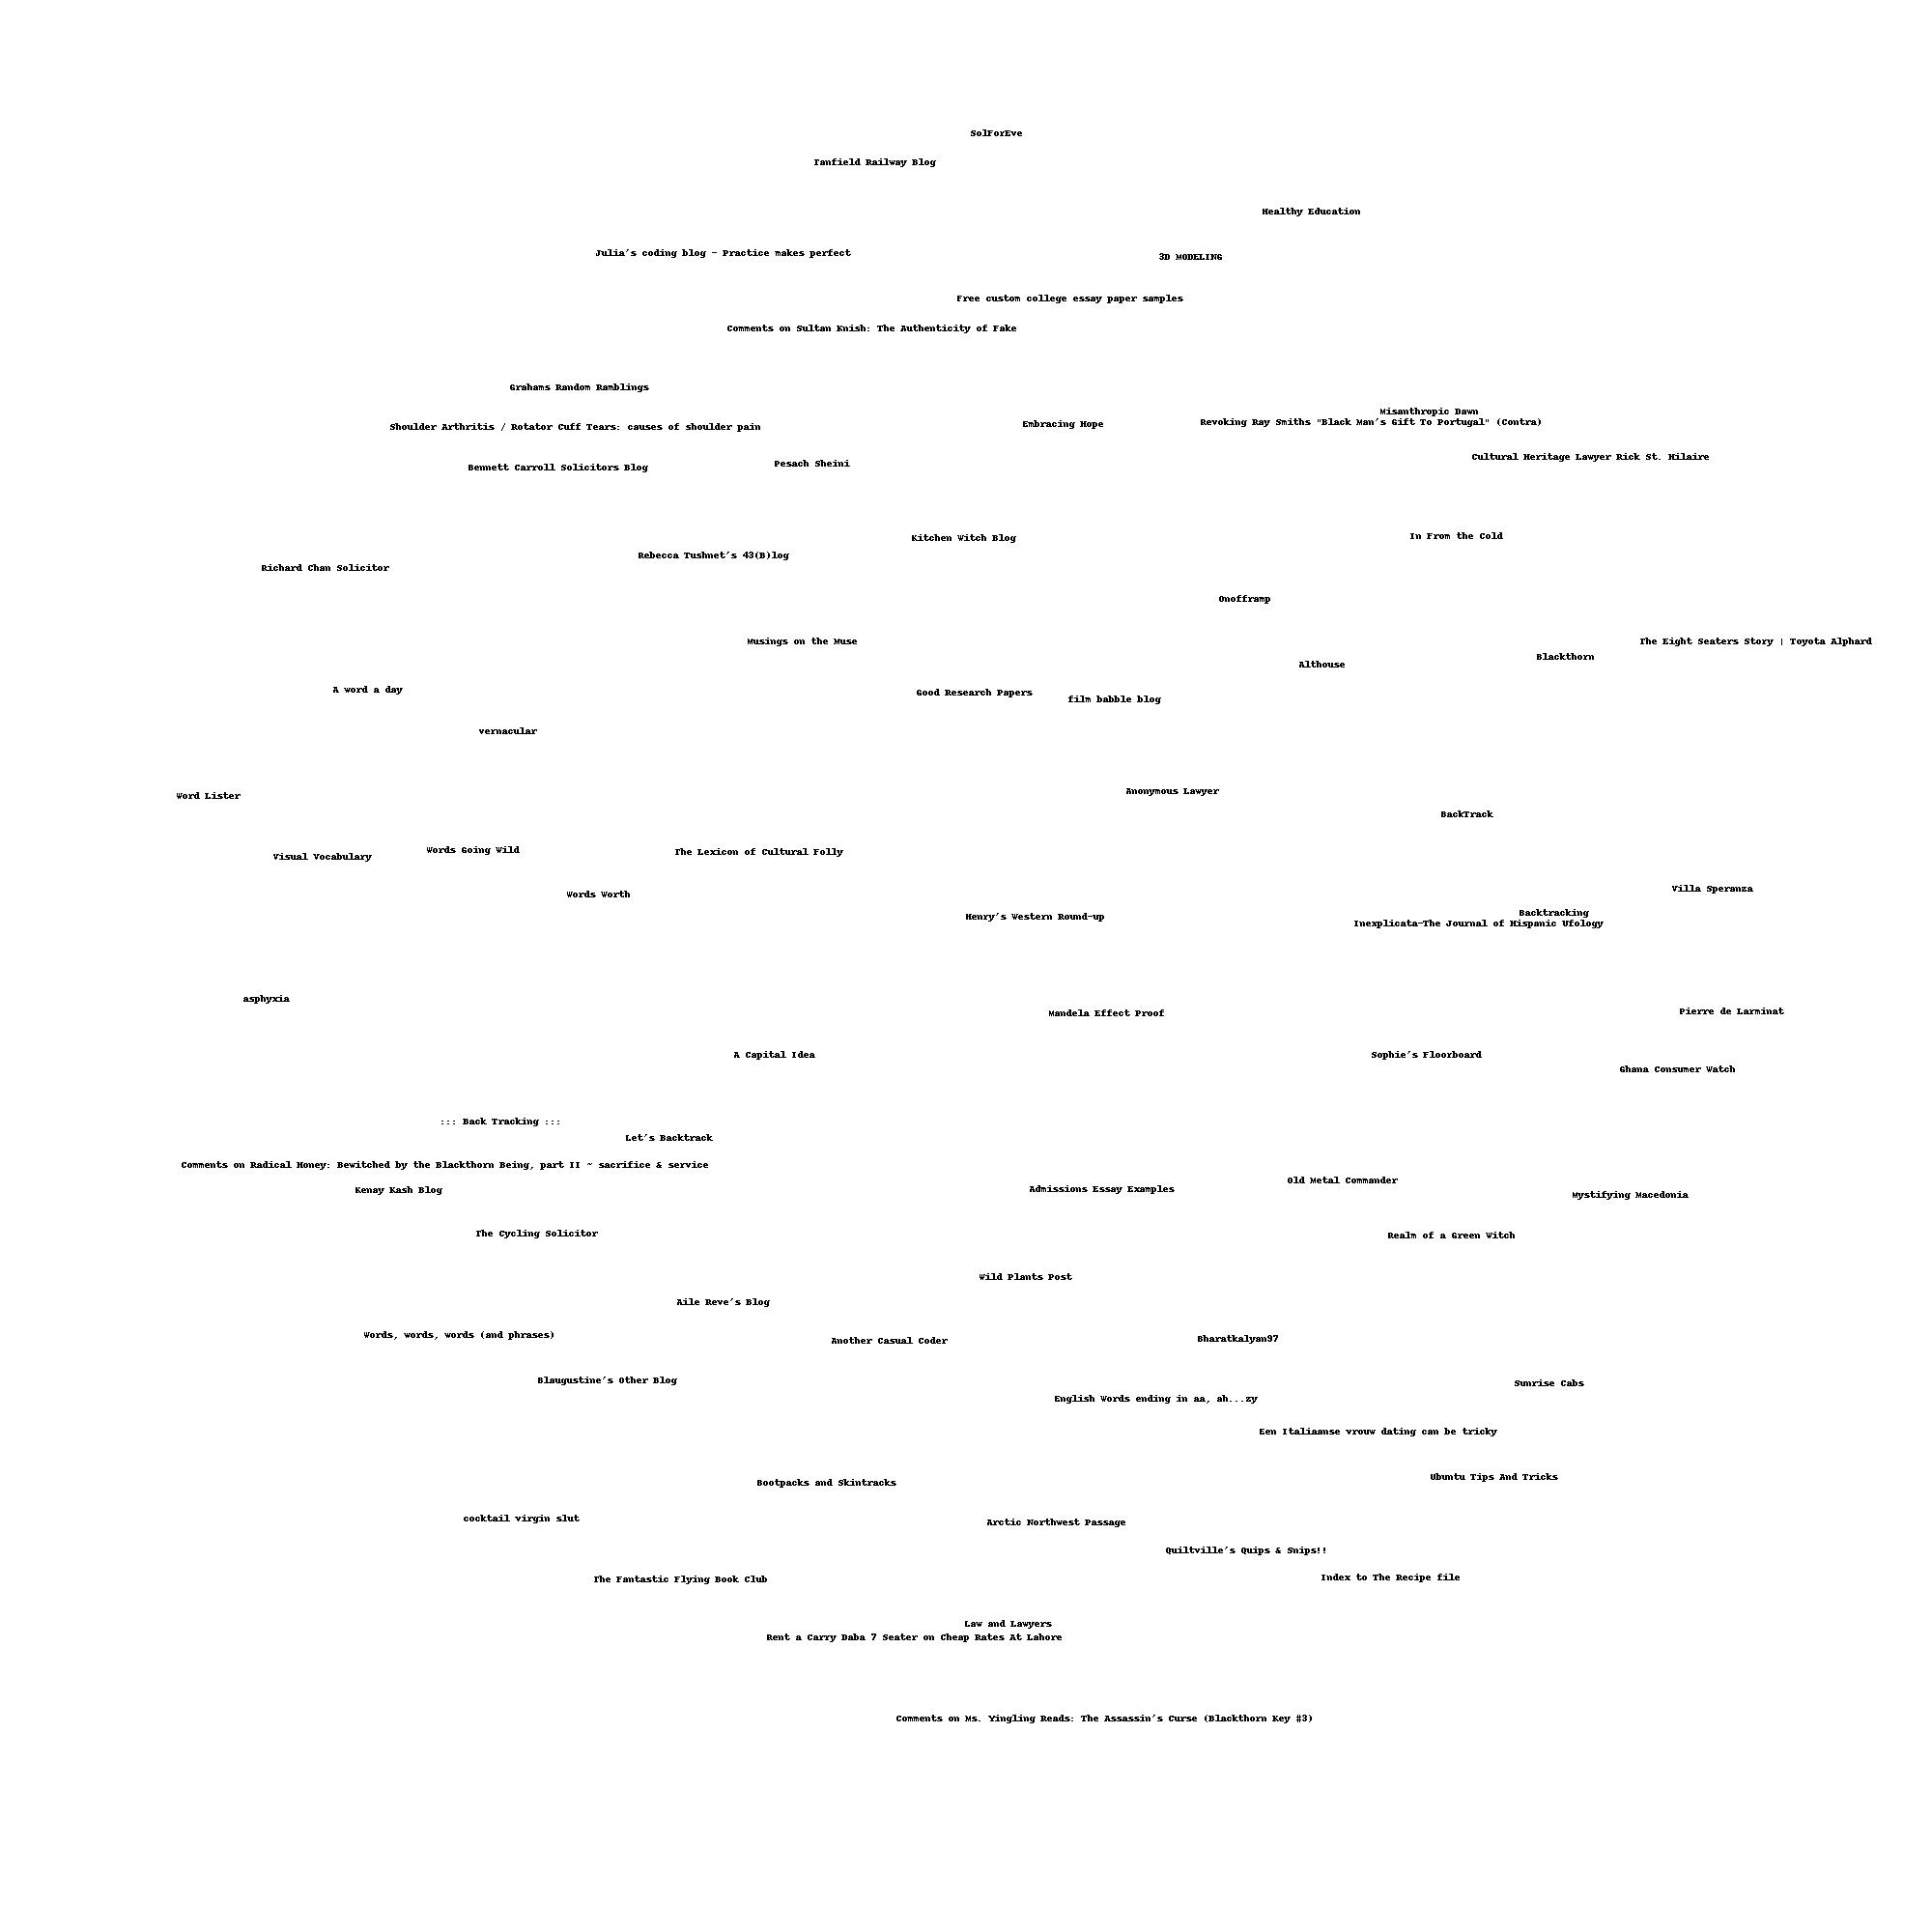 SolForEve
Tanfield Railway Blog
Healthy Education
Julia's coding blog - Practice makes perfect
3D MODELING
Free custom college essay paper samples
Comments on Sultan Knish: The Authenticity of Fake
Grahams Random Ramblings
Misanthropic Dawn
Revoking Ray Smiths "Black Man's Gift To Portugal" (Contra)
Embracing Hope
Shoulder Arthritis / Rotator Cuff Tears: causes of shoulder pain
Cultural Heritage Lawyer Rick St. Hilaire
Pesach Sheini
Bennett Carroll Solicitors Blog
In From the Cold
Kitchen Witch Blog
Rebecca Tushnet's 43(B)log
Richard Chan Solicitor
Onofframp
Musings on the Muse
The Eight Seaters Story | Toyota Alphard
Blackthorn
Althouse
A word a day
Good Research Papers
film babble blog
vernacular
Anonymous Lawyer
Word Lister
BackTrack
Words Going Wild
The Lexicon of Cultural Folly
Visual Vocabulary
Villa Speranza
Words Worth
Backtracking
Henry's Western Round-up
Inexplicata-The Journal of Hispanic Ufology
asphyxia
Pierre de Larminat
Mandela Effect Proof
A Capital Idea
Sophie's Floorboard
Ghana Consumer Watch
::: Back Tracking :::
Let's Backtrack
Comments on Radical Honey: Bewitched by the Blackthorn Being, part II ~ sacrifice & service
Old Metal Commander
Admissions Essay Examples
Kenay Kash Blog
Mystifying Macedonia
The Cycling Solicitor
Realm of a Green Witch
Wild Plants Post
Aile Reve's Blog
Words, words, words (and phrases)
Bharatkalyan97
Another Casual Coder
Blaugustine's Other Blog
Sunrise Cabs
English Words ending in aa, ah...zy
Een Italiaanse vrouw dating can be tricky
Ubuntu Tips And Tricks
Bootpacks and Skintracks
cocktail virgin slut
Arctic Northwest Passage
Quiltville's Quips & Snips!!
Index to The Recipe file
The Fantastic Flying Book Club
Law and Lawyers
Rent a Carry Daba 7 Seater on Cheap Rates At Lahore
Comments on Ms. Yingling Reads: The Assassin's Curse (Blackthorn Key #3)